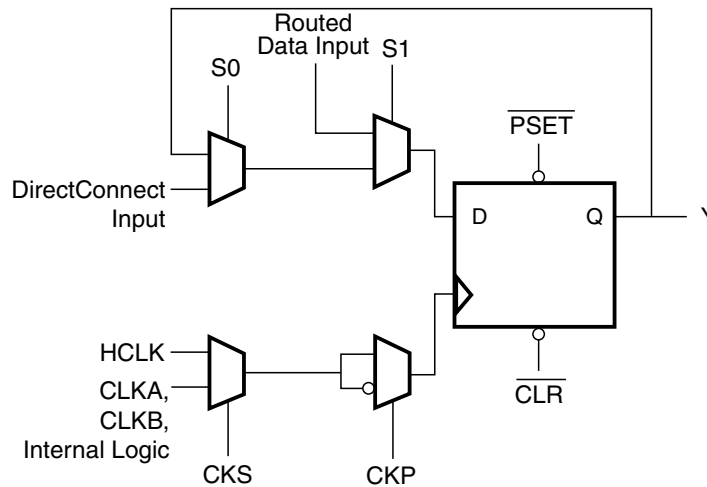 Routed
Data Input
S1
S0
PSET
DirectConnect
Input
D
Q
Y
HCLK
CLKA,
CLKB,
Internal Logic
CLR
CKS
CKP